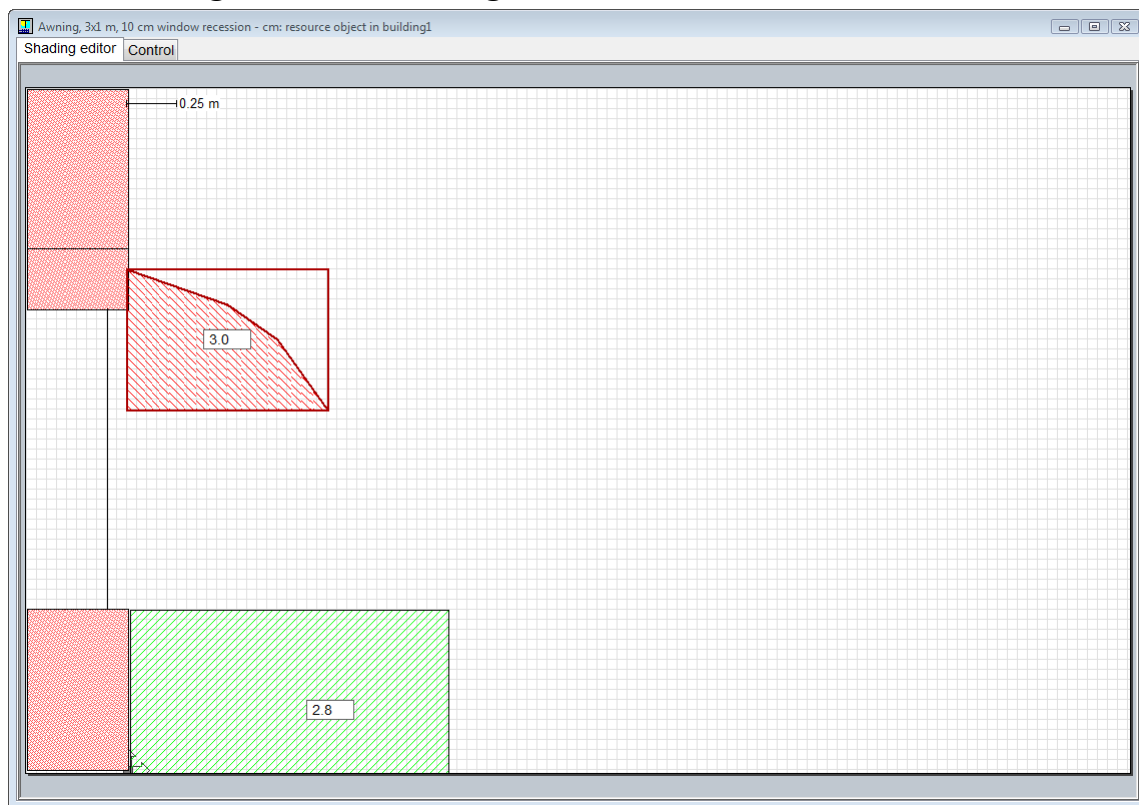 Awning, 3x1 m, 10 cm window recession - cm: resource object in building1
Shading editor Control
0.25 m
3.0
2.8